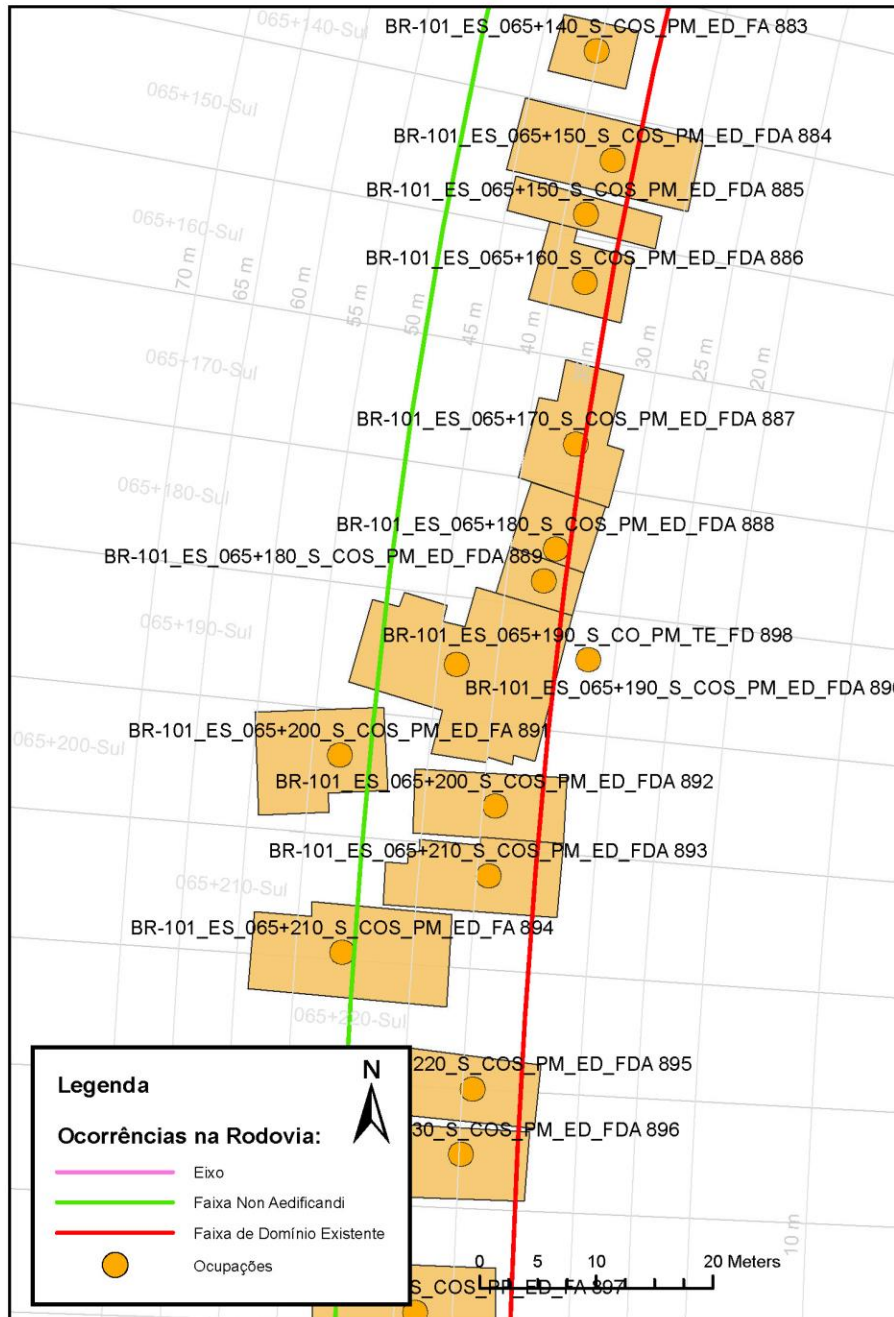 065+140-Sul
BR-101_ES_065+140_S_COS_PM_ED_FA 883
065+150-Sul
BR-101_ES_065+150_S_COS_PM_ED_FDA 884
BR-101_ES_065+150_S_COS_PM_ED_FDA 885
065+160-Sul
BR-101_ES_065+160_S_COS_PM_ED_FDA 886
70 m
65 m
60 m
55 m
50 m
45 m
40 m
30 m
25 m
20 m
065+170-Sul
BR-101_ES_065+170_S_COS_PM_ED_FDA 887
065+180-Sul
BR-101_ES_065+180_S_COS_PM_ED_FDA 888
BR-101_ES_065+180_S_COS_PM_ED_FDA 889
065+190-Sul
BR-101_ES_065+190_S_CO_PM_TE_FD 898
BR-101_ES_065+190_S_COS_PM_ED_FDA
065+200-Sul
BR-101_ES_065+200_S_COS_PM_ED_FA 891
BR-101_ES_065+200_S_COS_PM_ED_FDA 892
BR-101_ES_065+210_S_COS_PM_ED_FDA 893
065+210-Sul
BR-101_ES_065+210_S_COS_PM_ED_FA 894
065+220-Sul
220_S_COS_PM_ED_FDA 895
30_S_COS_PM_ED_FDA 896
S_COS_PP_ED_FA 897
10 m
Legenda
N
Ocorrências na Rodovia:
Eixo
Faixa Non Aedificandi
Faixa de Domínio Existente
Ocupações
0 5 10 20 Meters